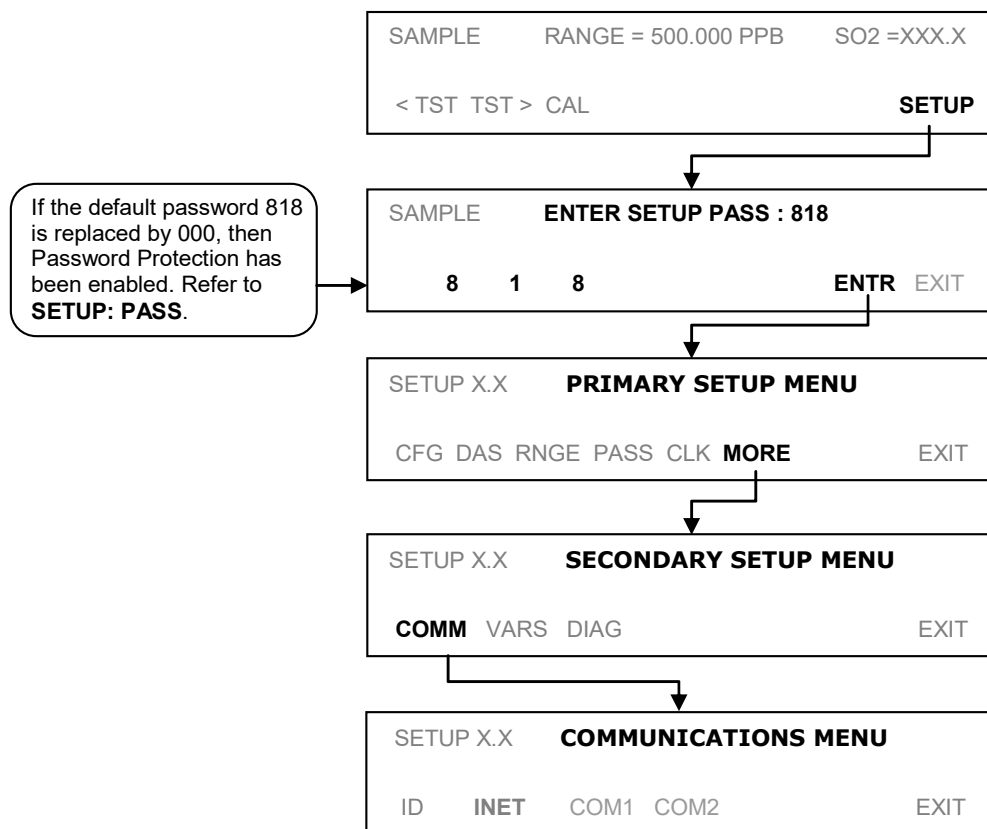 SAMPLE RANGE = 500.000 PPB SO2 =XXX.X
< TST TST > CAL SETUP
If the default password 818
is replaced by 000, then
Password Protection has
been enabled. Refer to
SETUP: PASS.
SAMPLE ENTER SETUP PASS : 818
8 1 8 ENTR EXIT
SETUP X.X PRIMARY SETUP MENU
CFG DAS RNGE PASS CLK MORE EXIT
SETUP X.X SECONDARY SETUP MENU
COMM VARS DIAG EXIT
SETUP X.X COMMUNICATIONS MENU
ID INET COM1 COM2 EXIT